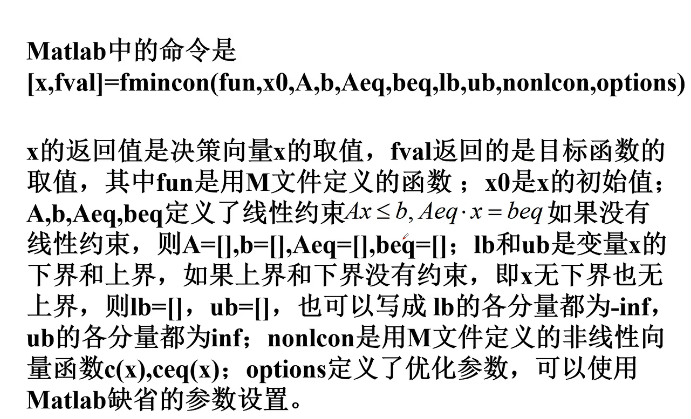 Matlab中的命令是
[x,fval]=fmincon(fun,x0,A,b,Aeq,beq,lb,ub,nonlcon,options)
x的返回值是决策向量x的取值，fval返回的是目标函数的
取值，其中fun是用M文件定义的函数；x0是x的初始值；
A,b,Aeq,beq定义了线性约束Ax ≤ b, Aeq · x = beq 如果没有
线性约束，则A=[],b=[],Aeq=[],beq=[]；lb和ub是变量x的
下界和上界，如果上界和下界没有约束，即x无下界也无
上界，则lb=[]，ub=[]，也可以写成 lb的各分量都为-inf，
ub的各分量都为inf；nonlcon是用M文件定义的非线性向
量函数c(x),ceq(x)；options定义了优化参数，可以使用
Matlab缺省的参数设置。